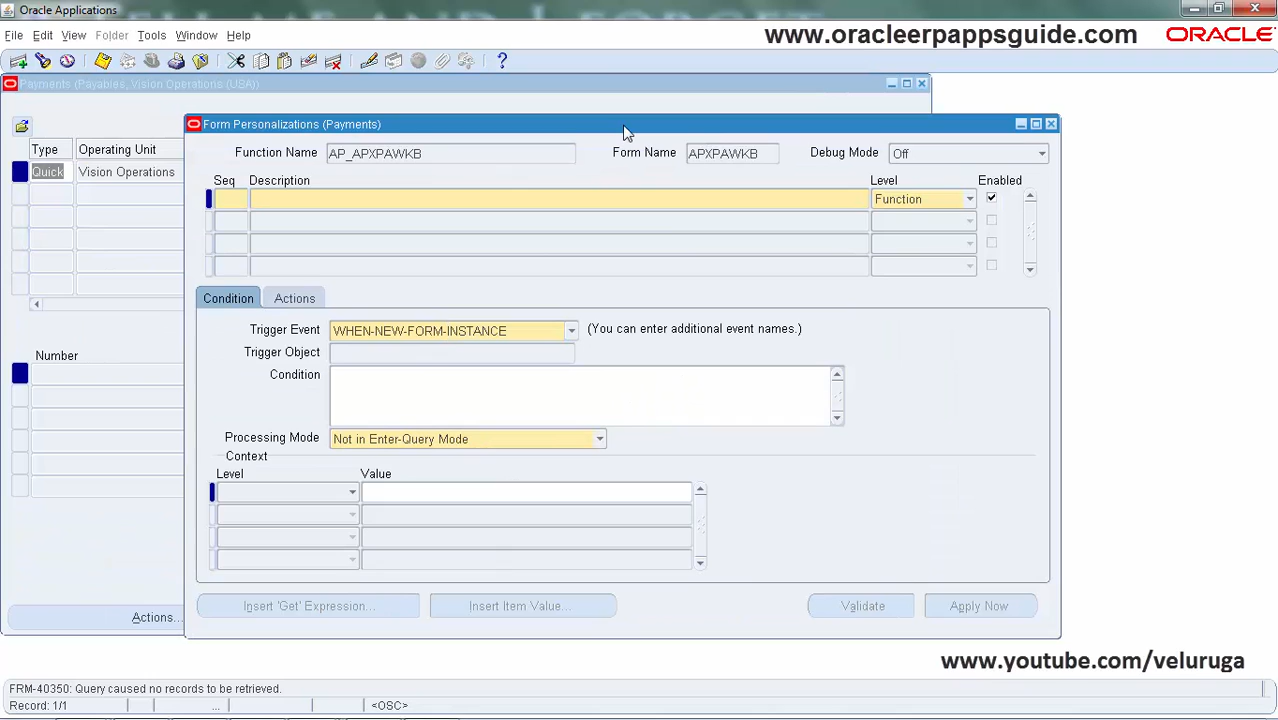 Oracle Applications
File Edit View Folder Tools Window Help
www.oracleerpappsguide.com ORACLE
Payments (Payables, Vision Operations (USA))
Type Operating Unit
Quick Vision Operations
Number
Actions...
Form Personalizations (Payments)
Function Name AP_APXPAWKB Form Name APXPAWKB Debug Mode Off
Seq Description Level Enabled
Function
Condition Actions
Trigger Event WHEN-NEW-FORM-INSTANCE (You can enter additional event names.)
Trigger Object
Condition
Processing Mode Not in Enter-Query Mode
Context
Level Value
Insert 'Get' Expression... Insert Item Value... Validate Apply Now
www.youtube.com/veluruga
FRM-40350: Query caused no records to be retrieved.
Record: 1/1 ... <OSC>